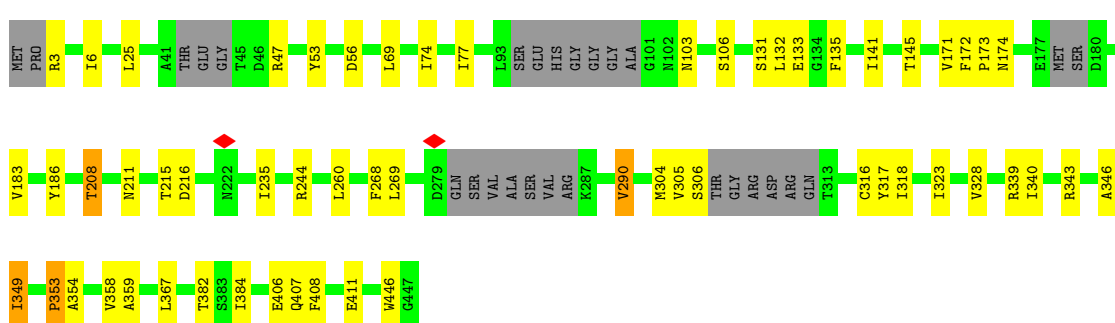 MET PRO R3 I6 L25 A41 THR GLU GLY T45 D46 R47 Y53 D56 L69 I74 I77 L93 SER GLU HIS GLY GLY GLY ALA G101 N102 N103 S106 S131 L132 E133 G134 F135 I141 T145 V171 F172 P173 N174 E177 MET SER D180
V183 Y186 T208 N211 T215 D216 N222 I235 R244 L260 F268 L269 D279 GLN SER VAL ALA SER VAL ARG K287 V290 M304 V305 S306 THR GLY ARG ASP ARG GLN T313 C316 Y317 I318 I323 V328 R339 I340 R343 A346
I349 P353 A354 V358 A359 L367 T382 S383 I384 E406 Q407 F408 E411 W446 G447